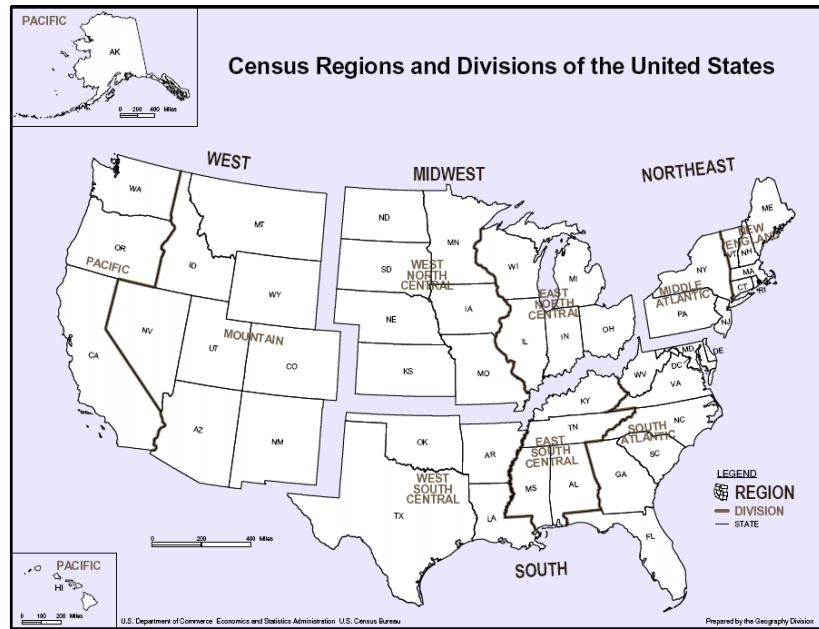 PACIFIC
AK
0 200 400 Miles
Census Regions and Divisions of the United States
WEST
MIDWEST
NORTHEAST
WA
MT
ND
MN
ME
OR
PACIFIC
ID
SD
WEST
NORTH
CENTRAL
WI
MI
NY
VT
NH
NEW
ENGLAND
MA
CT
RI
WY
IA
EAST
NORTH
CENTRAL
MIDDLE
ATLANTIC
PA
NJ
NV
MOUNTAIN
UT
NE
IL
IN
OH
CA
CO
KS
MO
WV
MD
DE
DC
VA
KY
AZ
NM
OK
AR
TN
NC
EAST
SOUTH
CENTRAL
SOUTH
ATLANTIC
SC
WEST
SOUTH
CENTRAL
MS
AL
GA
TX
LA
FL
LEGEND
REGION
DIVISION
STATE
0 200 400 Miles
SOUTH
PACIFIC
HI
0 100 200 Miles
U.S. Department of Commerce Economics and Statistics Administration U.S. Census Bureau
Prepared by the Geography Division